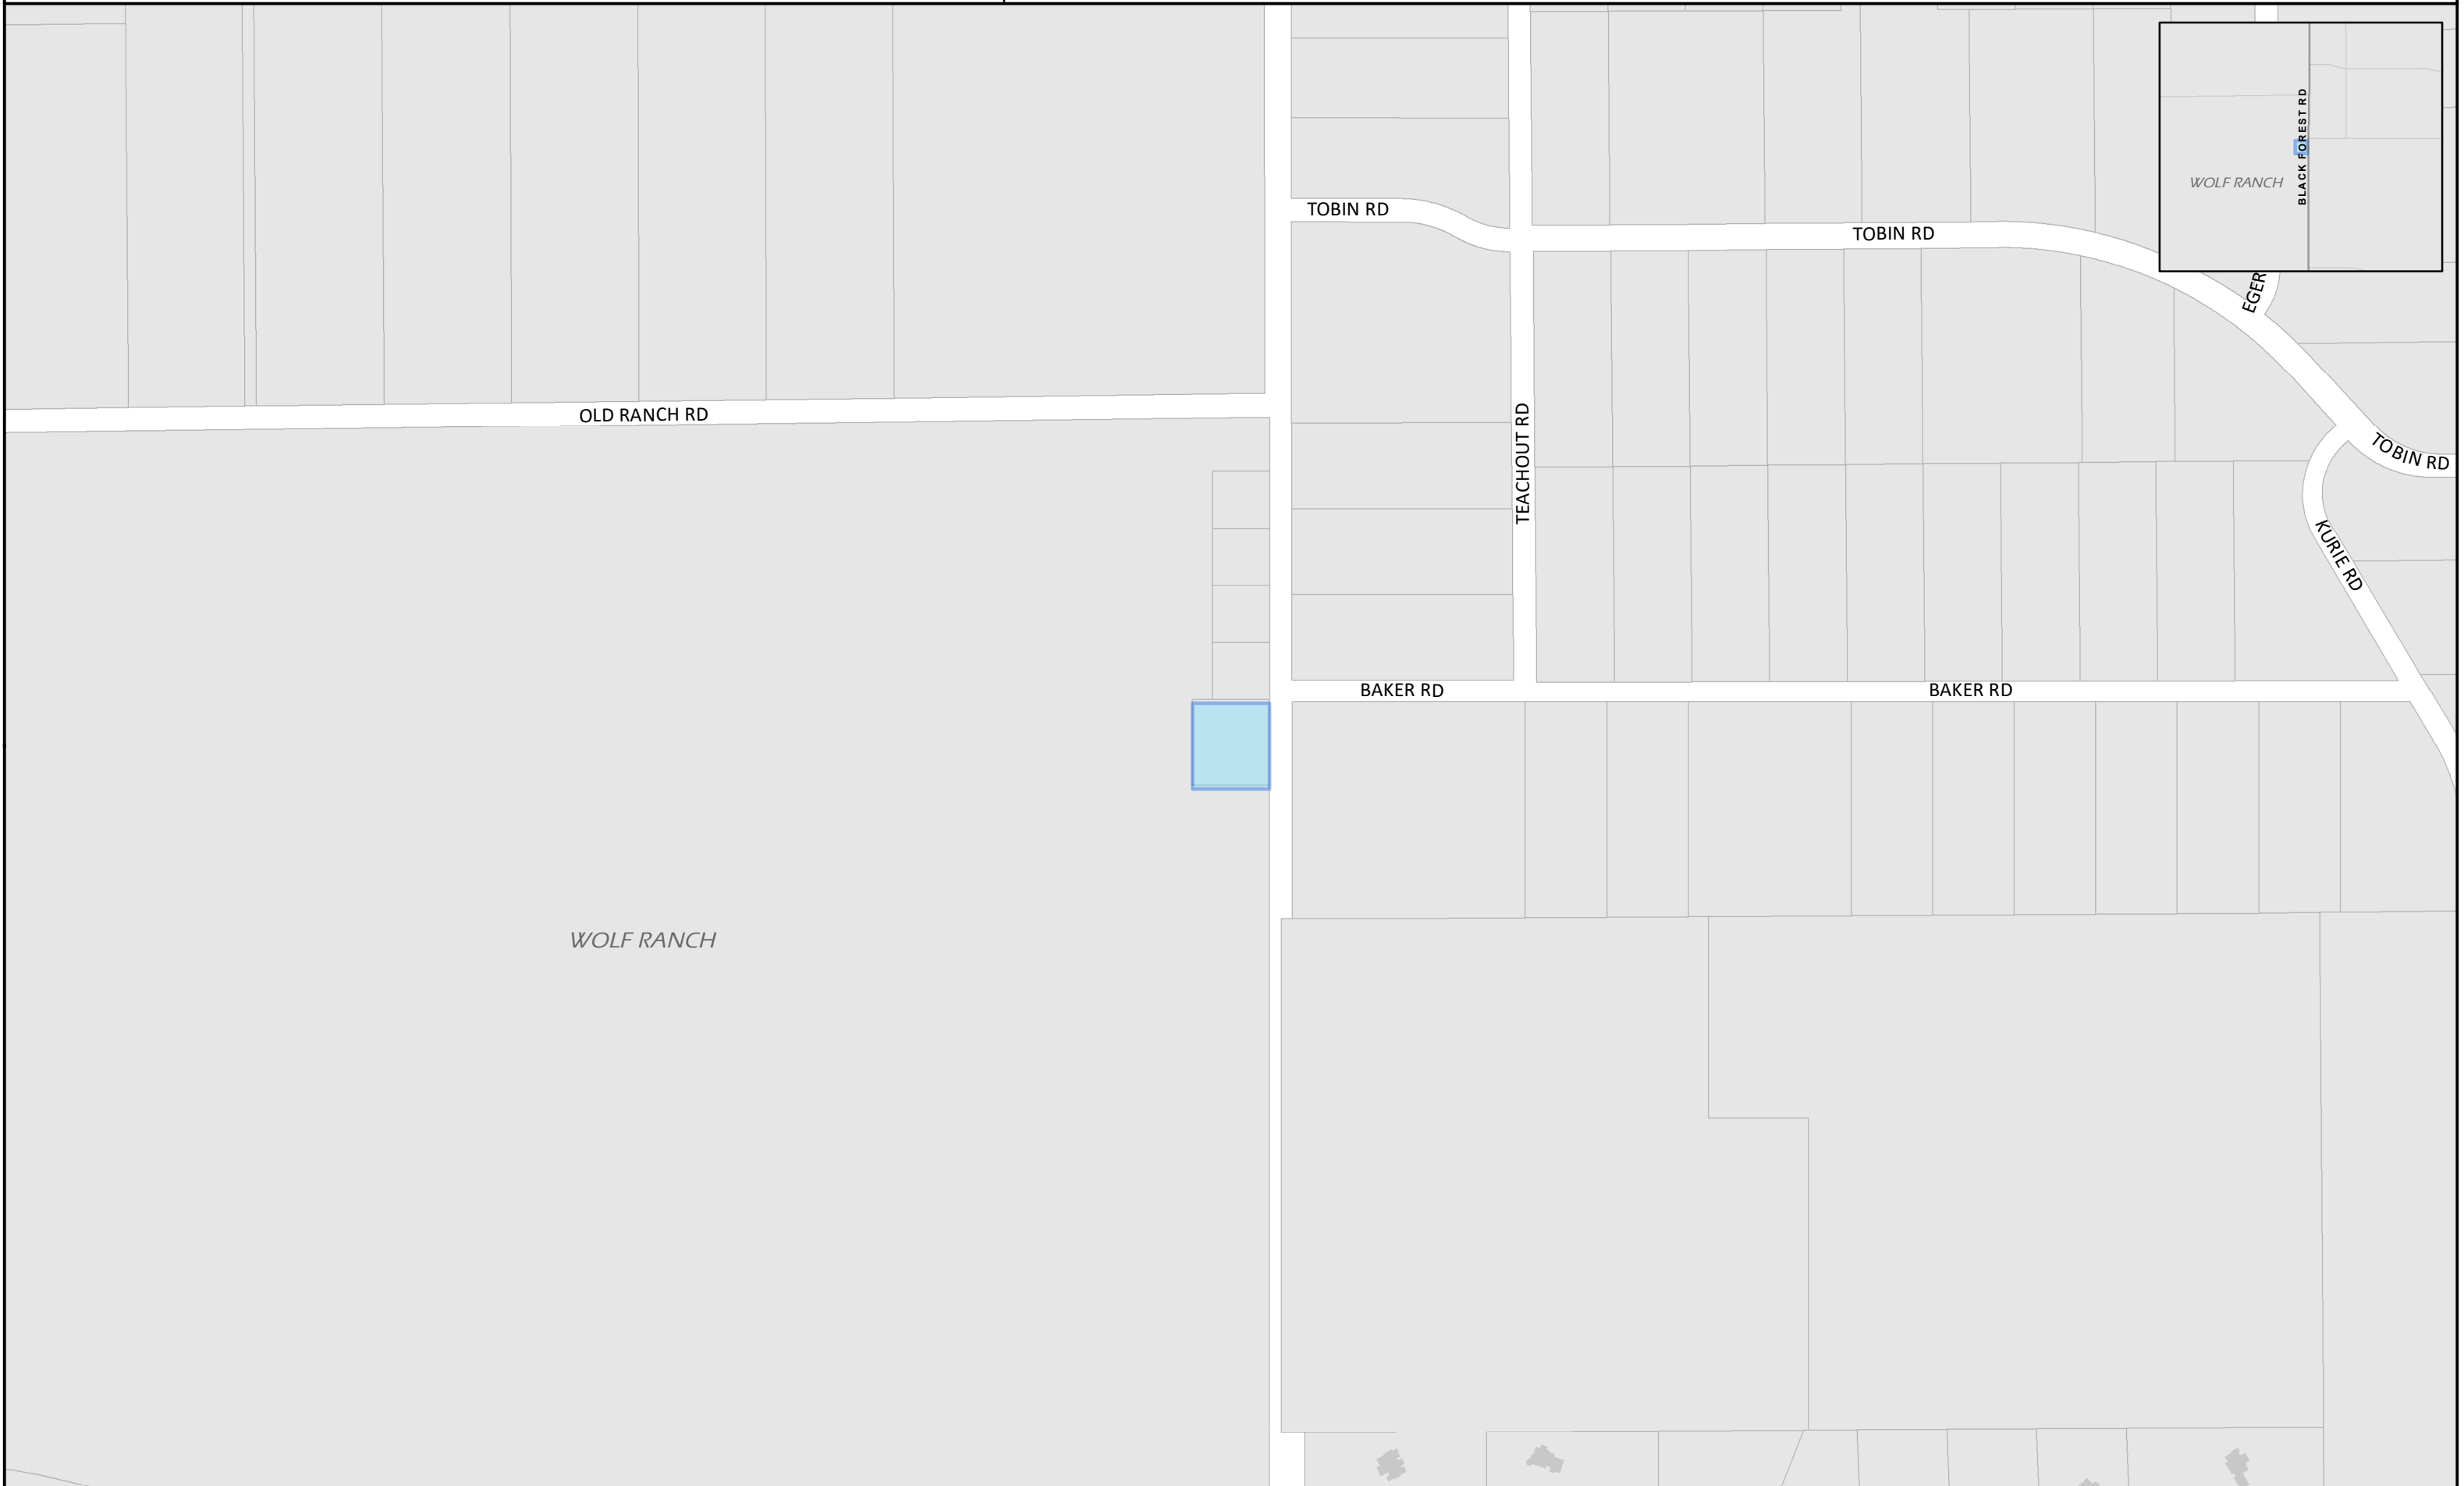 TOBIN RD
TOBIN RD
BLACK FOREST RD
WOLF RANCH
EGER
OLD RANCH RD
TEACHOUT RD
TOBIN RD
KURIE RD
BAKER RD
BAKER RD
WOLF RANCH